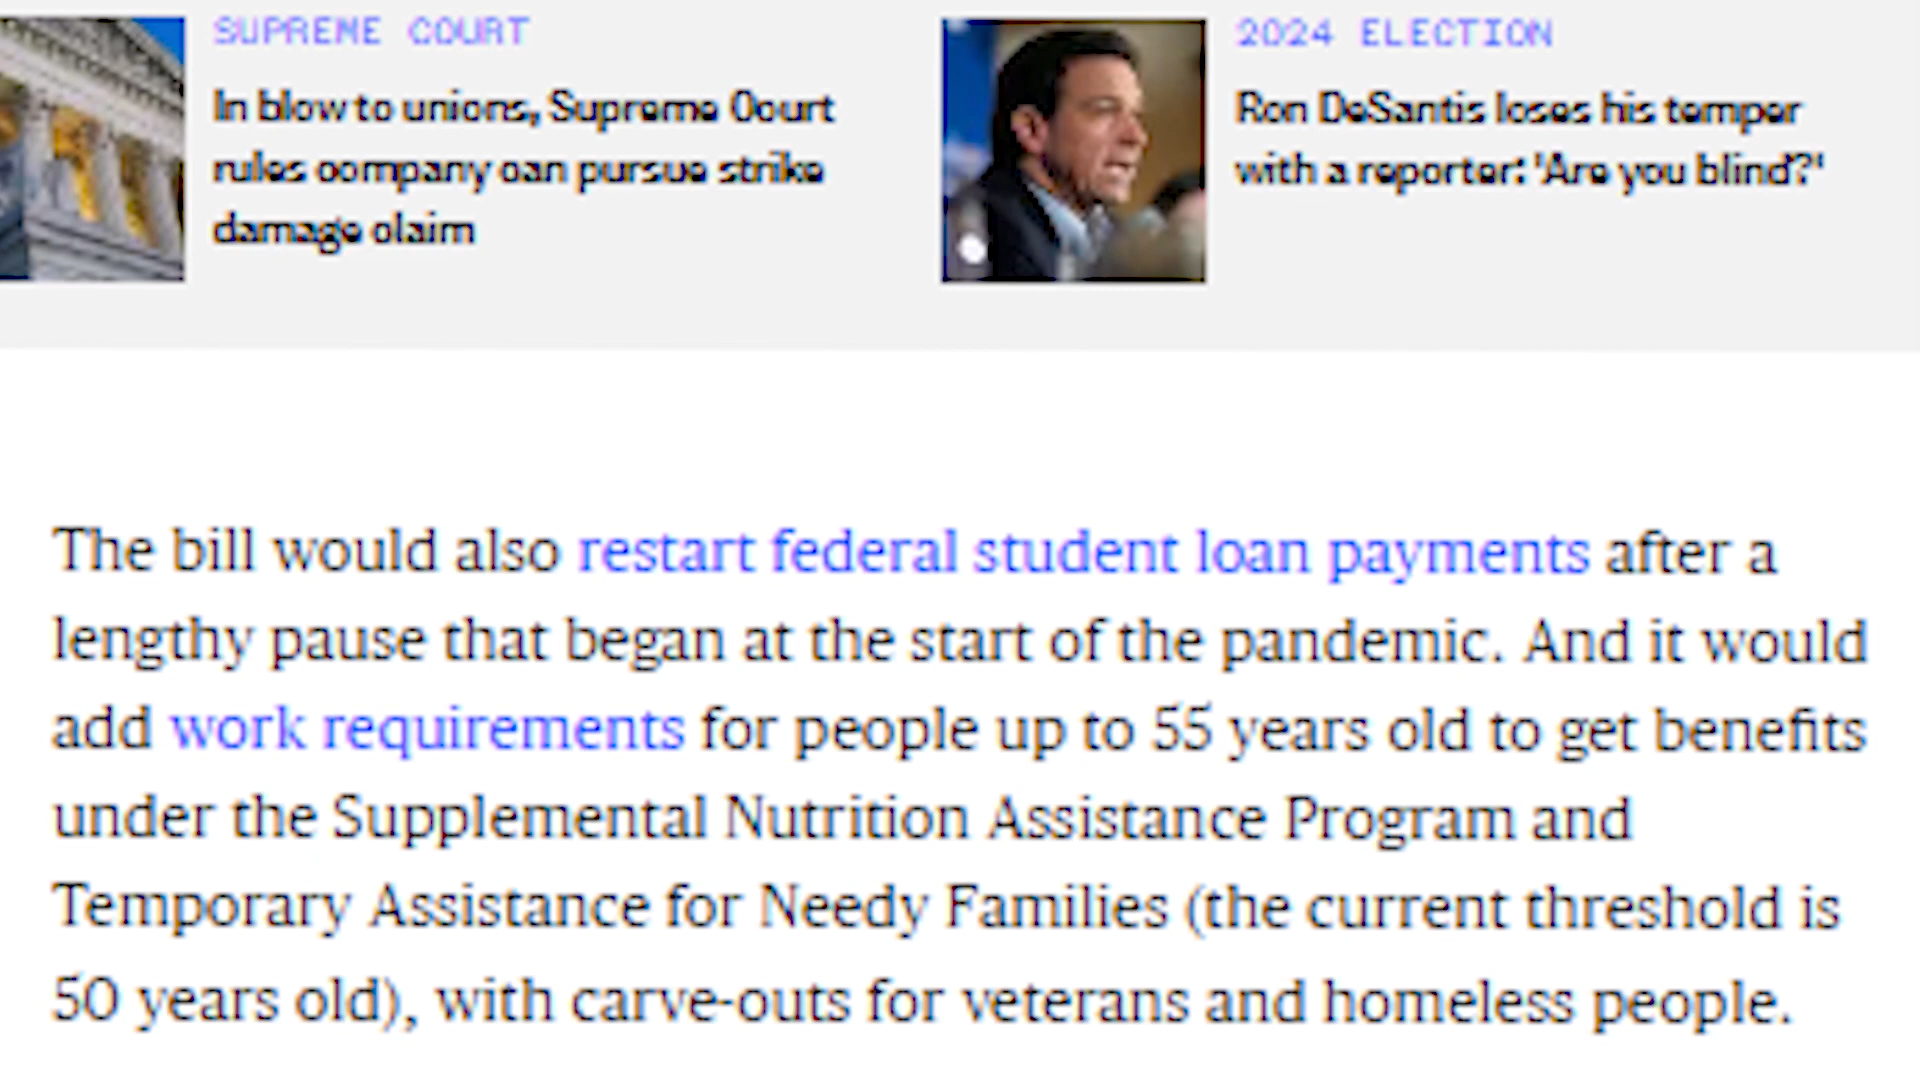 SUPREME COURT
In blow to unions, Supreme Court
rules company can pursue strike
damage claim
2024 ELECTION
Ron DeSantis loses his temper
with a reporter: 'Are you blind?'
The bill would also restart federal student loan payments after a
lengthy pause that began at the start of the pandemic. And it would
add work requirements for people up to 55 years old to get benefits
under the Supplemental Nutrition Assistance Program and
Temporary Assistance for Needy Families (the current threshold is
50 years old), with carve-outs for veterans and homeless people.